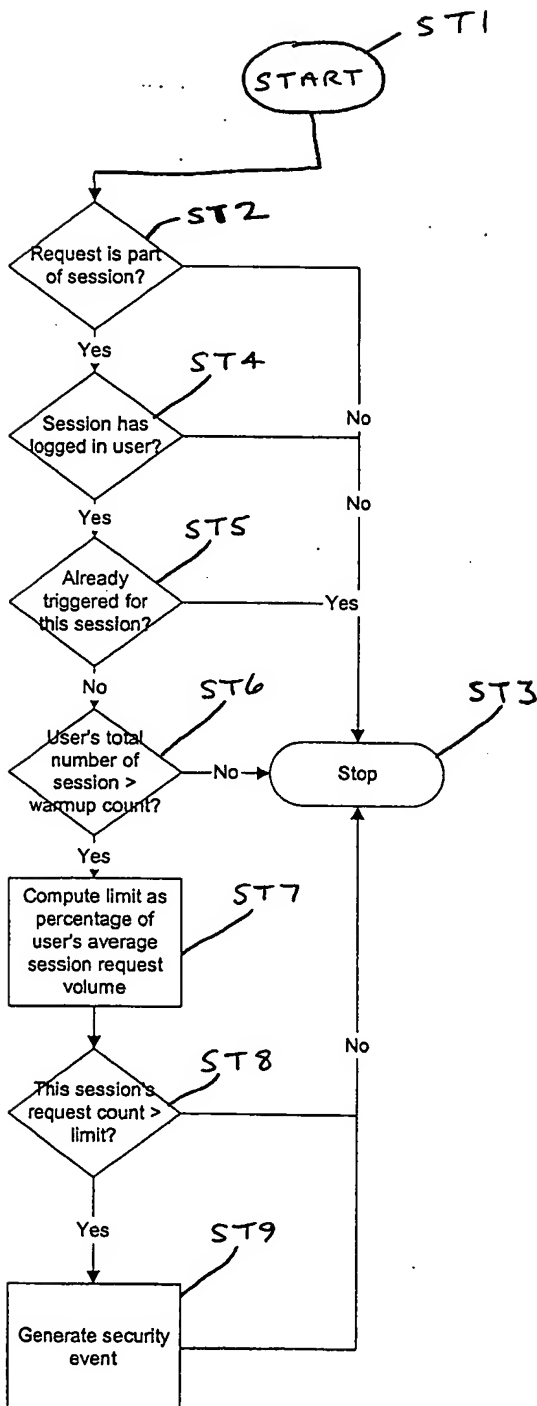 ST1
START
ST2
Request is part
of session?
Yes
No
ST4
Session has
logged in user?
No
Yes
ST5
Already
triggered for
this session?
Yes
No
ST6
ST3
User's total
number of
session >
warmup count?
No
Stop
Yes
Compute limit as
percentage of
user's average
session request
volume
ST7
No
ST8
This session's
request count >
limit?
Yes
ST9
Generate security
event